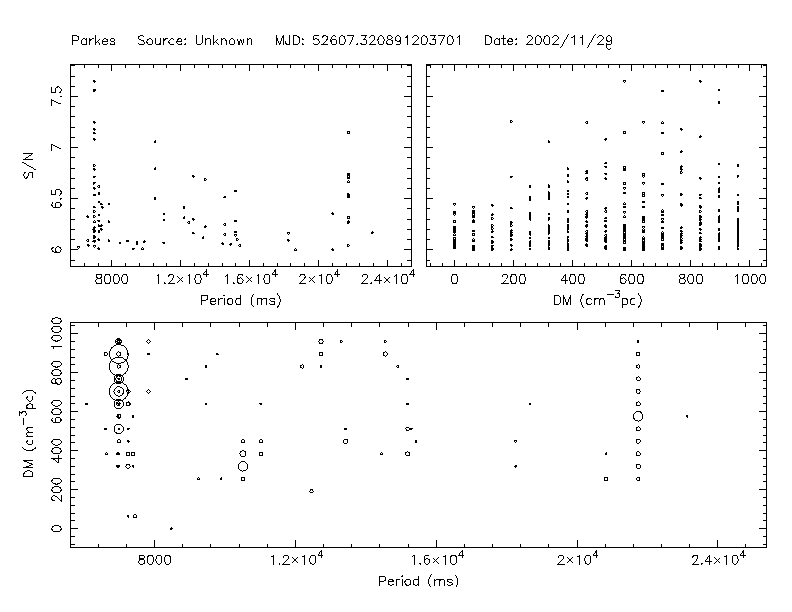 Parkes Source: Unknown MJD: 52607.320891203701 Date: 2002/11/29
S/N
6 6.5 7 7.5
8000 1.2×10⁴ 1.6×10⁴ 2×10⁴ 2.4×10⁴
Period (ms)
0 200 400 600 800 1000
DM (cm⁻³pc)
DM (cm⁻³pc)
0 200 400 600 800 1000
8000 1.2×10⁴ 1.6×10⁴ 2×10⁴ 2.4×10⁴
Period (ms)